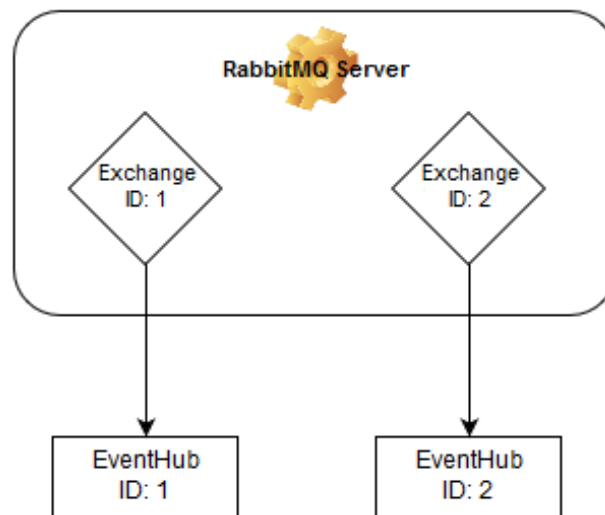 RabbitMQ Server
Exchange
ID: 1
Exchange
ID: 2
EventHub
ID: 1
EventHub
ID: 2